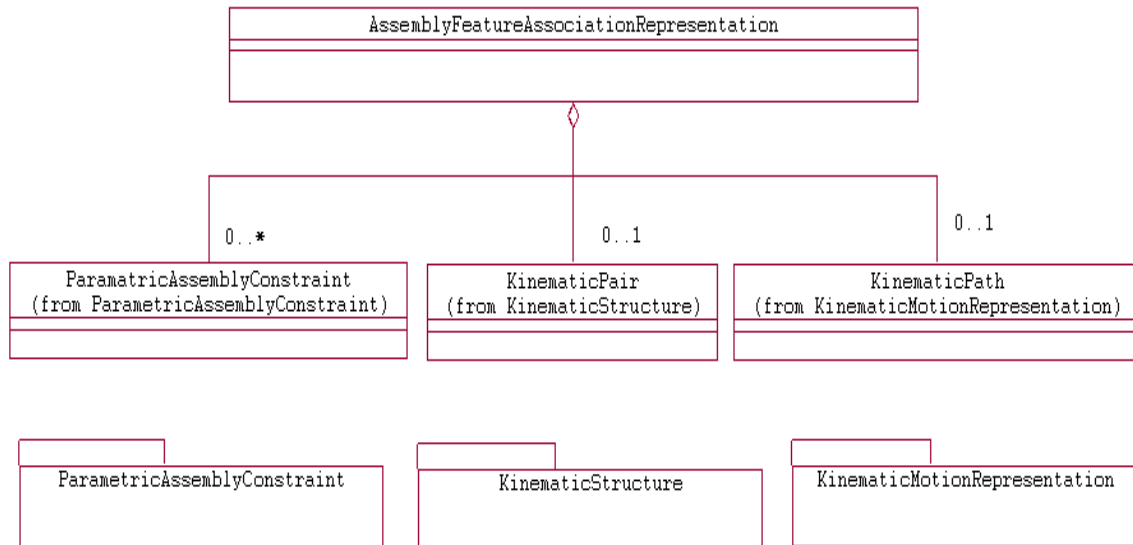 AssemblyFeatureAssociationRepresentation
0..*
0..1
0..1
ParamatricAssemblyConstraint
(from ParametricAssemblyConstraint)
KinematicPair
(from KinematicStructure)
KinematicPath
(from KinematicMotionRepresentation)
ParametricAssemblyConstraint
KinematicStructure
KinematicMotionRepresentation